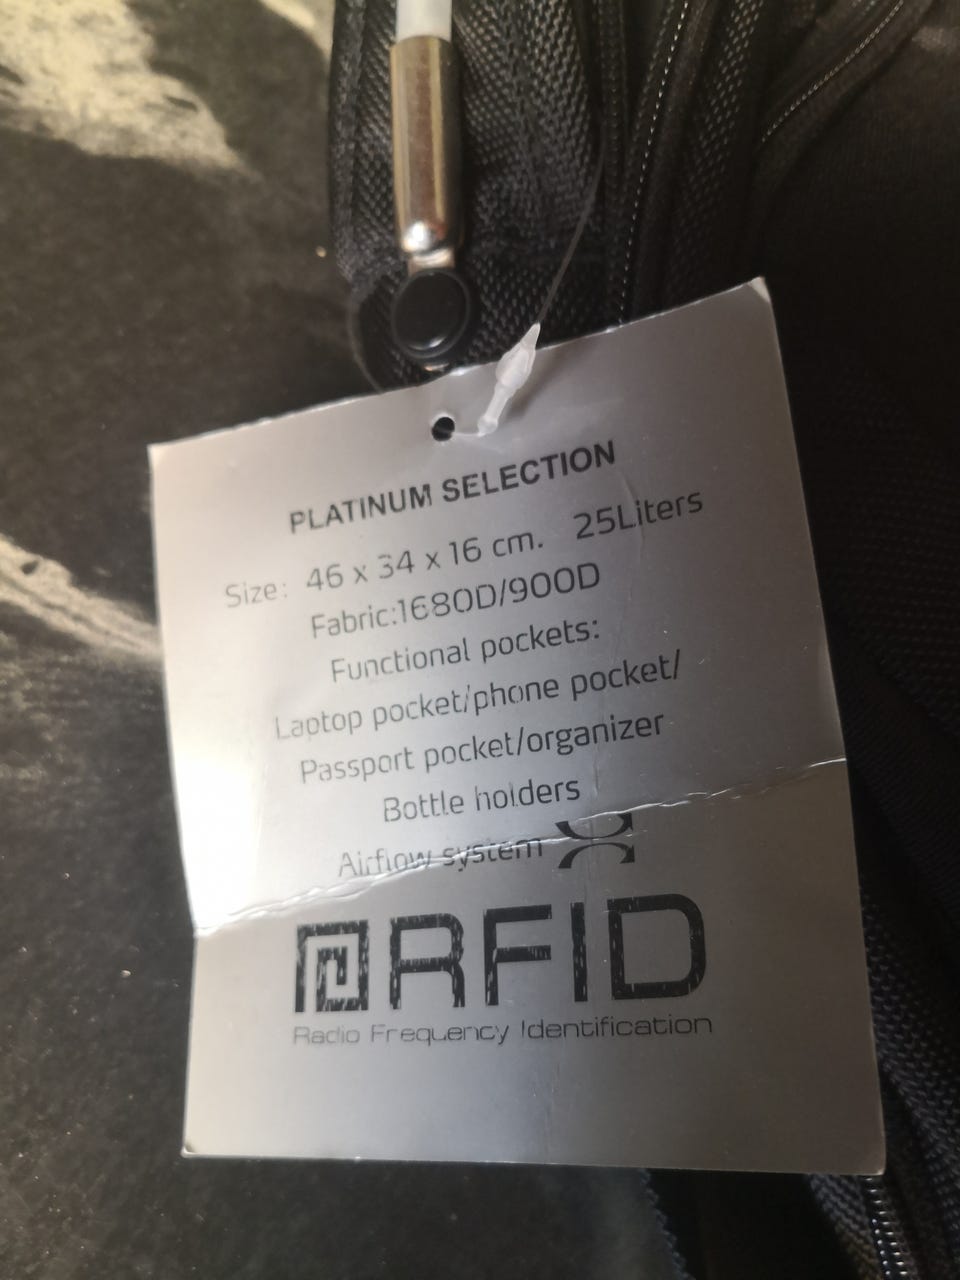 PLATINUM SELECTION
Size: 46 x 34 x 16 cm. 25Liters
Fabric:1680D/900D
Functional pockets:
Laptop pocket/phone pocket/
Passport pocket/organizer
Bottle holders
Airflow system
RFID
Radio Frequency Identification